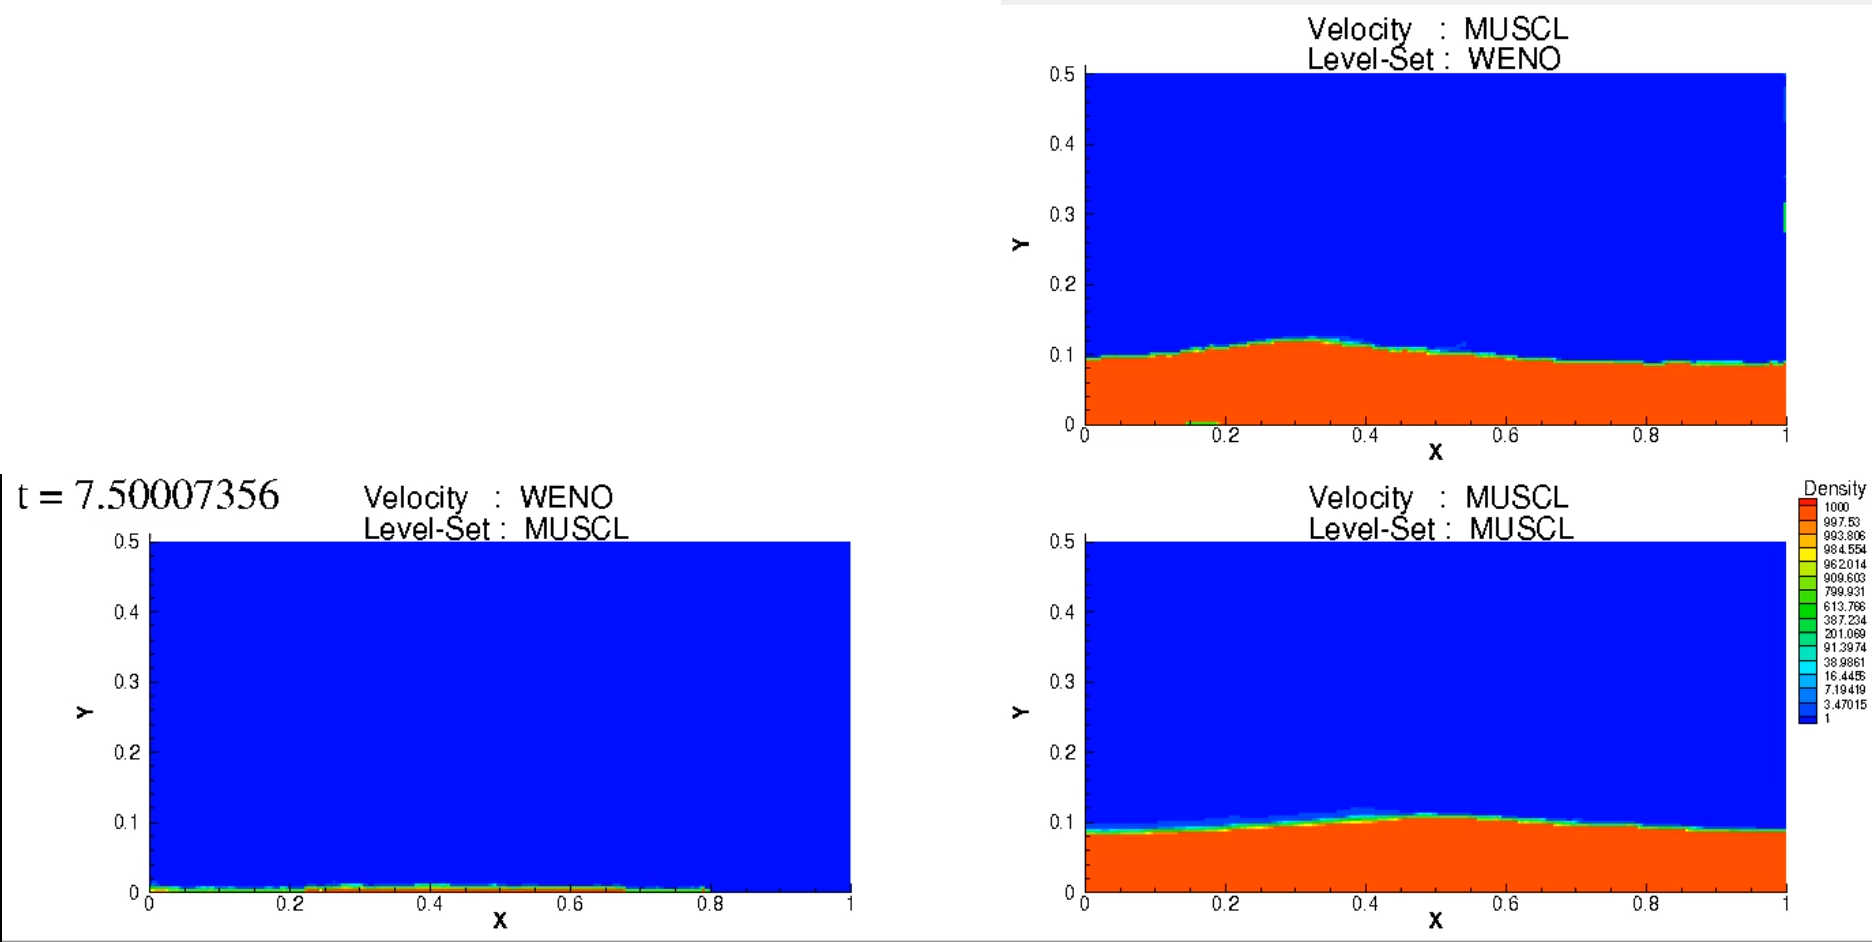 Velocity : MUSCL
Level-Set : WENO
0.5
0.4
0.3
0.2
0.1
0
Y
0 0.2 0.4 0.6 0.8 1
X
t = 7.50007356
Velocity : WENO
Level-Set : MUSCL
0.5
0.4
0.3
0.2
0.1
0
Y
0 0.2 0.4 0.6 0.8 1
X
Velocity : MUSCL
Level-Set : MUSCL
0.5
0.4
0.3
0.2
0.1
0
Y
0 0.2 0.4 0.6 0.8 1
X
Density
1000
997.53
993.806
984.554
962.014
909.603
799.931
613.766
387.234
201.069
91.3974
38.9861
16.4456
7.19419
3.47015
1